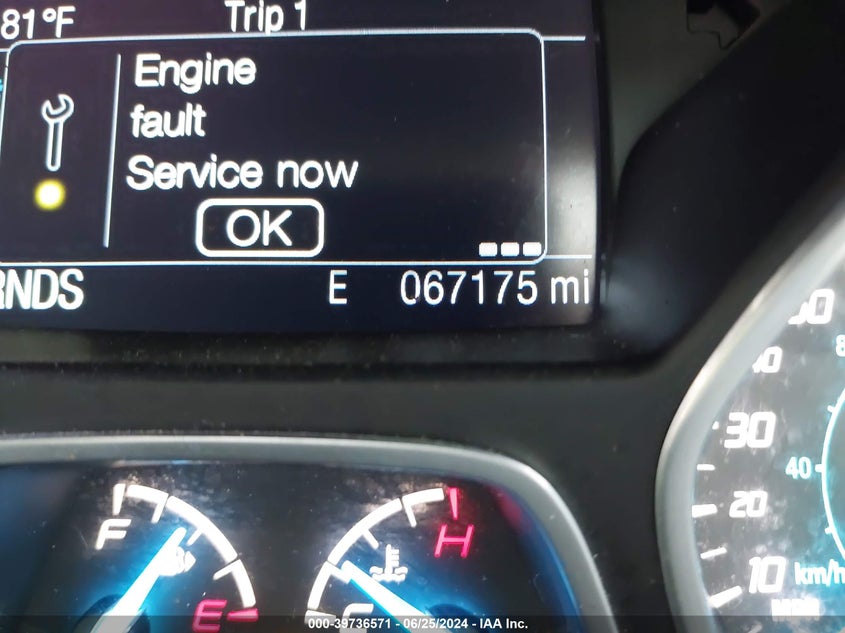 81°F Trip 1
Engine
fault
Service now
OK
RNDS E 067175 mi
30
20
10 km/h
40
8
F
E
H
000-39736571 - 06/25/2024 - IAA Inc.